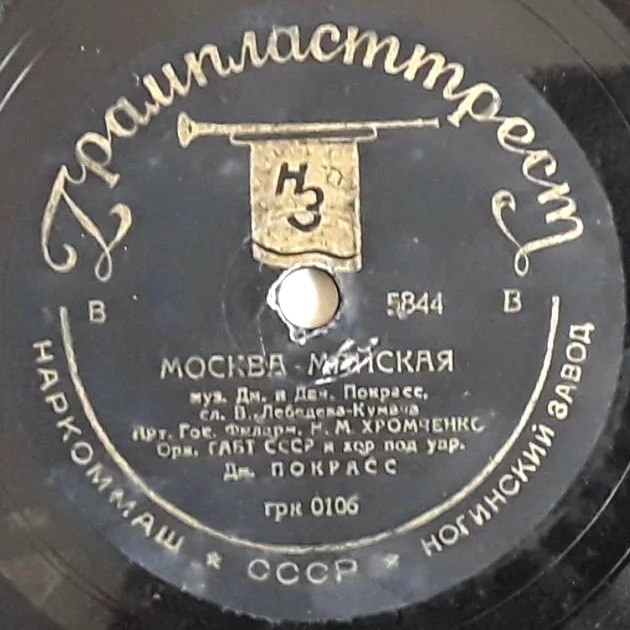 Грампласттрест
НЗ
В 5844 В
МОСКВА МАЙСКАЯ
муз. Дм. и Дан. Покрасс,
сл. В. Лебедева-Кумача
Арт. Гос. Филарм. Н. М. ХРОМЧЕНКО
Орк. ГАБТ СССР и хор под упр.
Дм. ПОКРАСС
грк 0106
НАРКОММАШ * СССР * НОГИНСКИЙ ЗАВОД